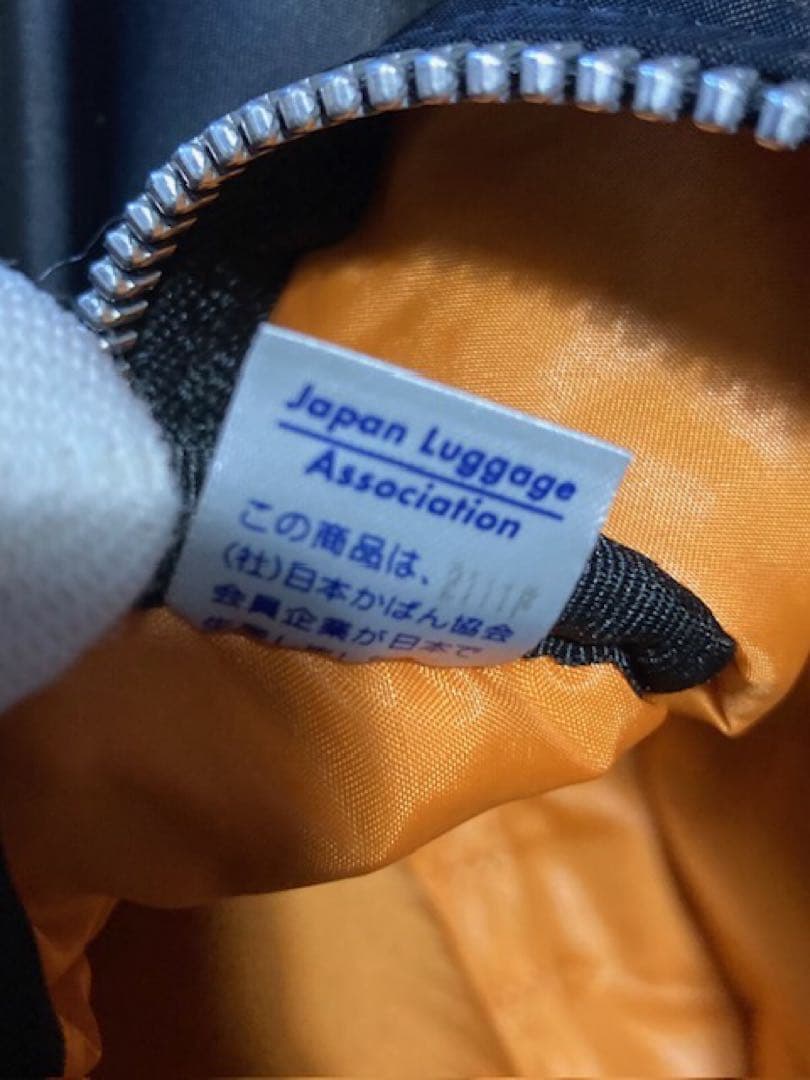 Japan Luggage
Association
この商品は、
(社)日本かばん協会
会員企業が日本で